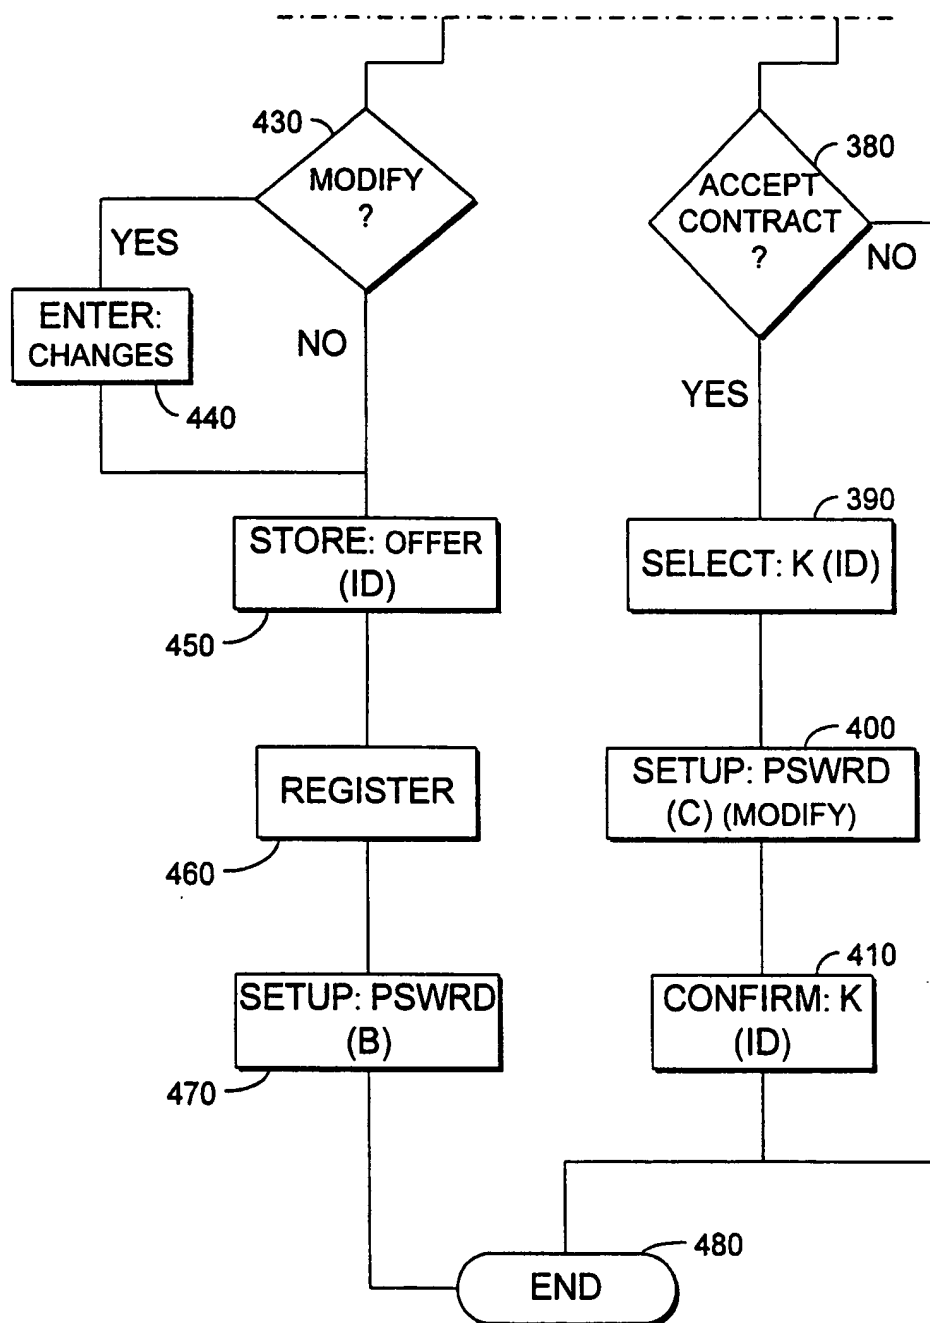 430
MODIFY
?
YES
NO
ENTER:
CHANGES
440
STORE: OFFER
(ID)
450
REGISTER
460
SETUP: PSWRD
(B)
470
380
ACCEPT
CONTRACT
?
NO
YES
390
SELECT: K (ID)
400
SETUP: PSWRD
(C) (MODIFY)
410
CONFIRM: K
(ID)
480
END